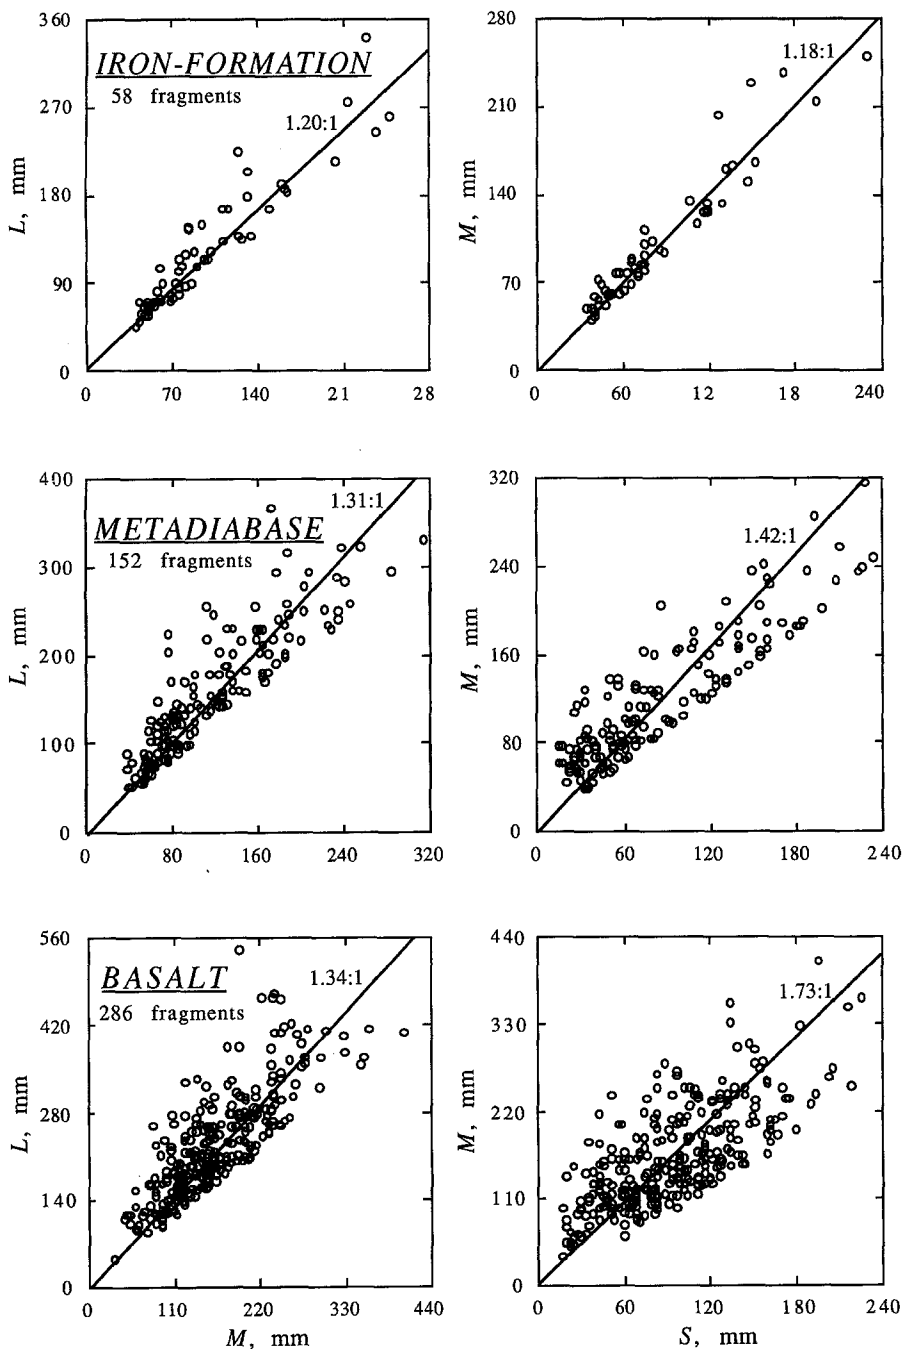 360
270
180
90
0
L, mm
IRON-FORMATION
58 fragments
1.20:1
0 70 140 21 28
280
210
140
70
0
M, mm
1.18:1
0 60 12 18 240
400
300
200
100
0
L, mm
METADIABASE
152 fragments
1.31:1
0 80 160 240 320
320
240
160
80
0
M, mm
1.42:1
0 60 120 180 240
560
420
280
140
0
L, mm
BASALT
286 fragments
1.34:1
0 110 220 330 440
M, mm
440
330
220
110
0
M, mm
1.73:1
0 60 120 180 240
S, mm